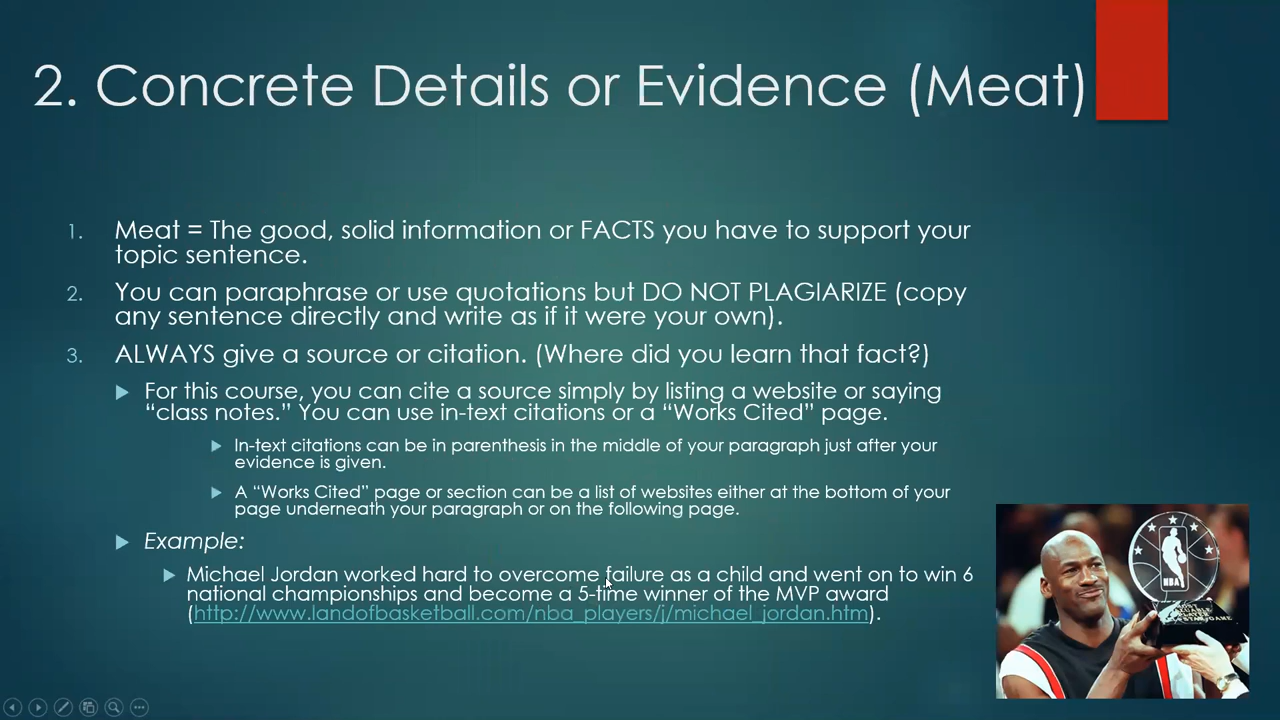 2. Concrete Details or Evidence (Meat)
1. Meat = The good, solid information or FACTS you have to support your
topic sentence.
2. You can paraphrase or use quotations but DO NOT PLAGIARIZE (copy
any sentence directly and write as if it were your own).
3. ALWAYS give a source or citation. (Where did you learn that fact?)
For this course, you can cite a source simply by listing a website or saying
“class notes.” You can use in-text citations or a “Works Cited” page.
In-text citations can be in parenthesis in the middle of your paragraph just after your
evidence is given.
A “Works Cited” page or section can be a list of websites either at the bottom of your
page underneath your paragraph or on the following page.
Example:
Michael Jordan worked hard to overcome failure as a child and went on to win 6
national championships and become a 5-time winner of the MVP award
(http://www.landofbasketball.com/nba_players/j/michael_jordan.htm).
NBA